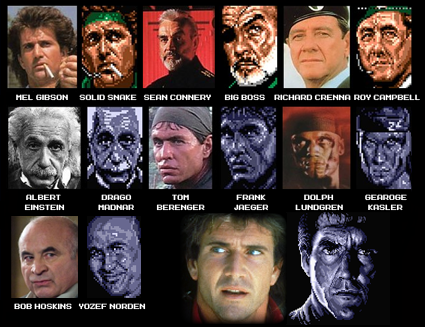 MEL GIBSON SOLID SNAKE SEAN CONNERY BIG BOSS RICHARD CRENNA ROY CAMPBELL
ALBERT EINSTEIN DRAGO MADNAR TOM BERENGER FRANK JAEGER DOLPH LUNDGREN GEAROGE KASLER
BOB HOSKINS YOZEF NORDEN